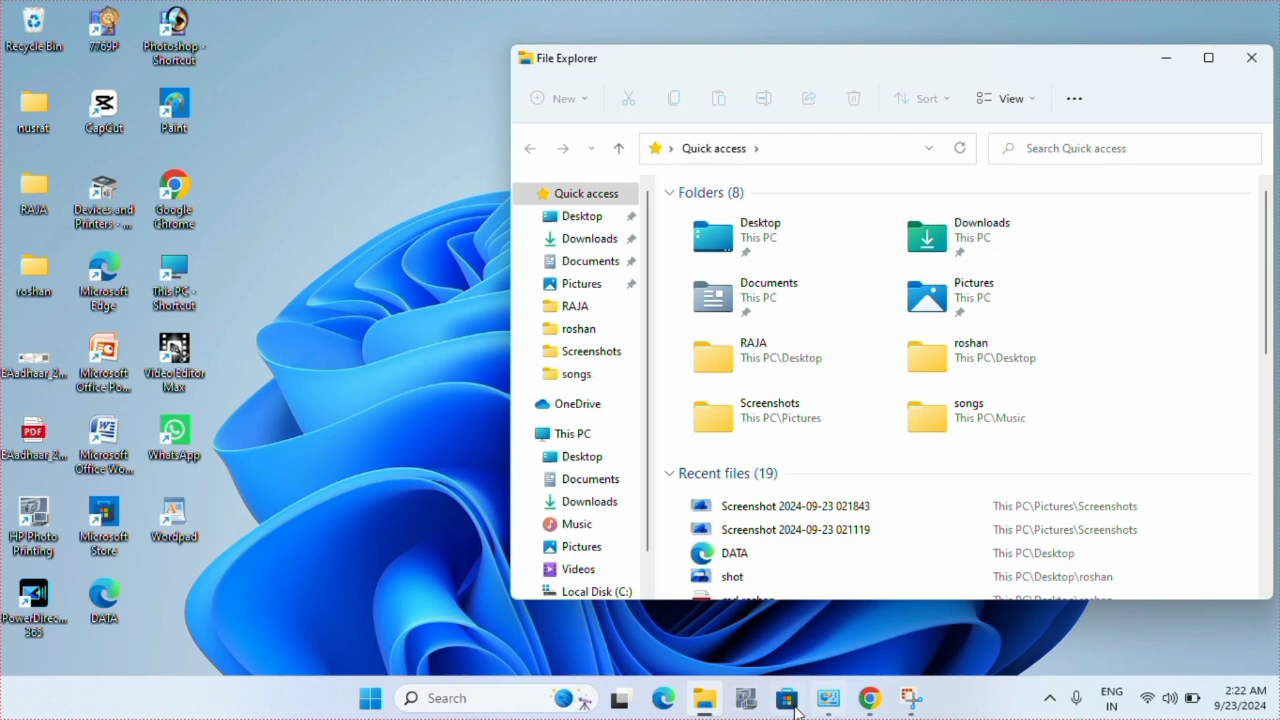 Recycle Bin
7769P
Photoshop - Shortcut
nusrat
CapCut
Paint
RAJA
Devices and Printers - ...
Google Chrome
roshan
Microsoft Edge
This PC - Shortcut
EAadhaar_2...
Microsoft Office Po...
Video Editor Max
EAadhaar_2...
Microsoft Office Wo...
WhatsApp
HP Photo Printing
Microsoft Store
Wordpad
PowerDirec... 365
DATA
File Explorer
New
Sort
View
Quick access
Search Quick access
Quick access
Desktop
Downloads
Documents
Pictures
RAJA
roshan
Screenshots
songs
OneDrive
This PC
Desktop
Documents
Downloads
Music
Pictures
Videos
Local Disk (C:)
Folders (8)
Desktop
This PC
Downloads
This PC
Documents
This PC
Pictures
This PC
RAJA
This PC\Desktop
roshan
This PC\Desktop
Screenshots
This PC\Pictures
songs
This PC\Music
Recent files (19)
Screenshot 2024-09-23 021843 This PC\Pictures\Screenshots
Screenshot 2024-09-23 021119 This PC\Pictures\Screenshots
DATA This PC\Desktop
shot This PC\Desktop\roshan
Search
ENG
IN
2:22 AM
9/23/2024